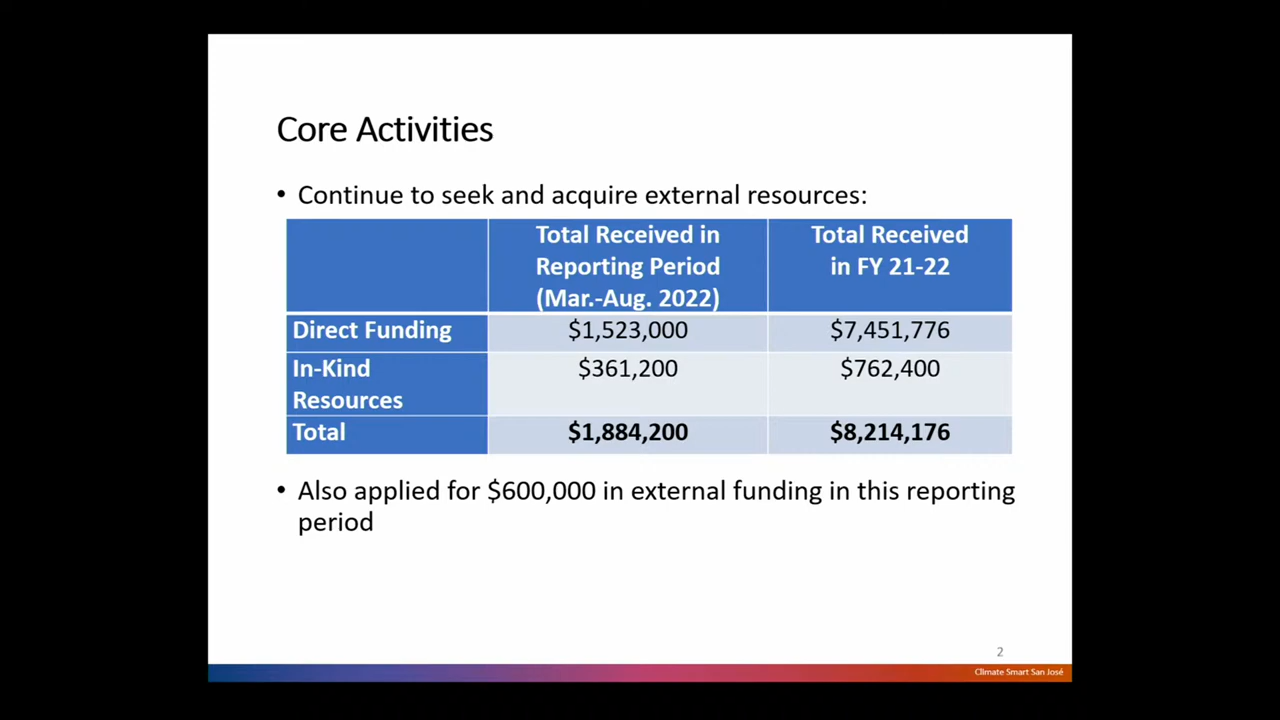 Core Activities
• Continue to seek and acquire external resources:
Total Received in
Reporting Period
(Mar.-Aug. 2022)
Total Received
in FY 21-22
Direct Funding
$1,523,000
$7,451,776
In-Kind
Resources
$361,200
$762,400
Total
$1,884,200
$8,214,176
• Also applied for $600,000 in external funding in this reporting
period
2
Climate Smart San José